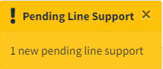 ! Pending Line Support ×
1 new pending line support